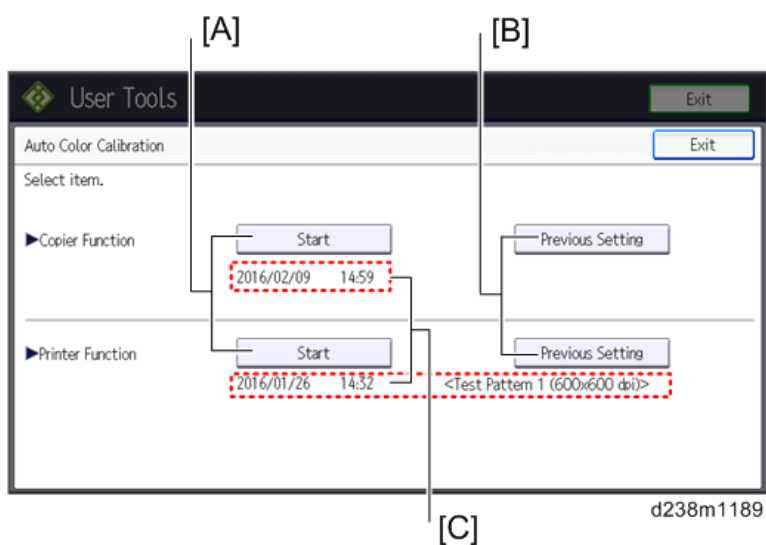 [A] [B]
User Tools Exit
Auto Color Calibration Exit
Select item.
▶Copier Function Start Previous Setting
2016/02/09 14:59
▶Printer Function Start Previous Setting
2016/01/26 14:32 <Test Pattern 1 (600x600 dpi)>
d238m1189
[C]